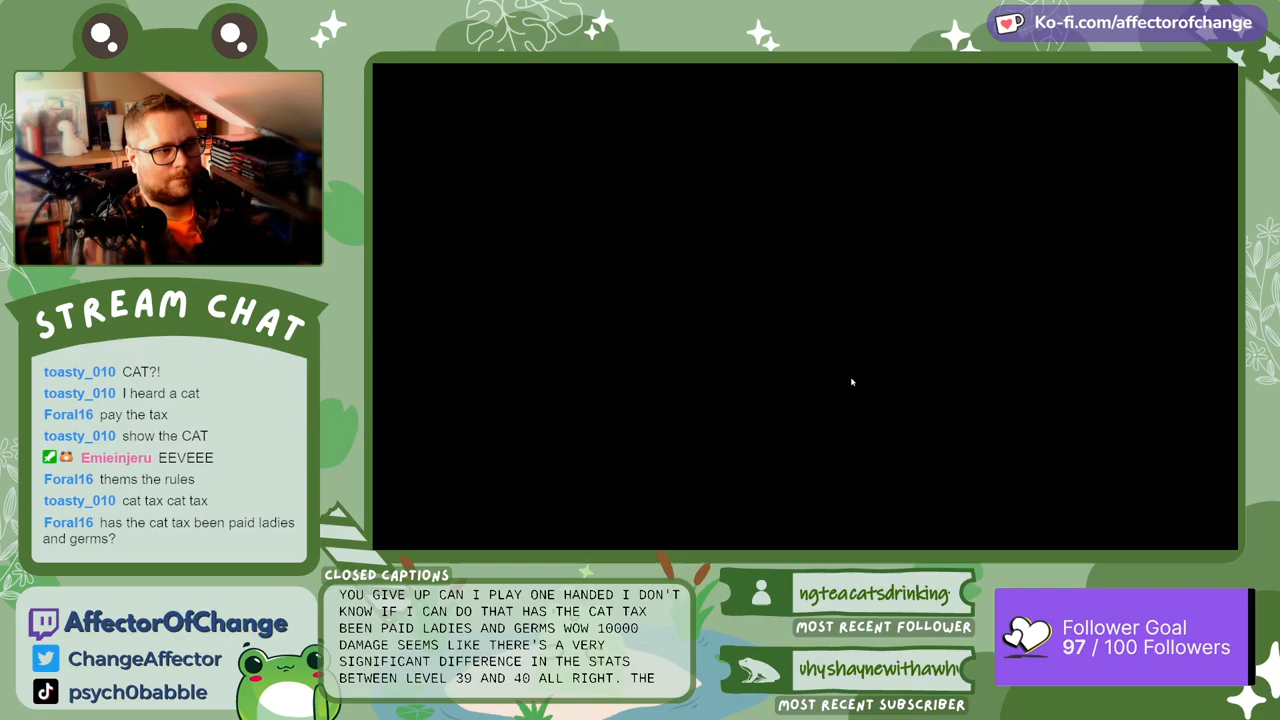 Ko-fi.com/affectorofchange
STREAM CHAT
toasty_010 CAT?!
toasty_010 I heard a cat
Foral16 pay the tax
toasty_010 show the CAT
Emieinjeru EEVEEE
Foral16 thems the rules
toasty_010 cat tax cat tax
Foral16 has the cat tax been paid ladies
and germs?
AffectorOfChange
ChangeAffector
psych0babble
CLOSED CAPTIONS
YOU GIVE UP CAN I PLAY ONE HANDED I DON'T
KNOW IF I CAN DO THAT HAS THE CAT TAX
BEEN PAID LADIES AND GERMS WOW 10000
DAMAGE SEEMS LIKE THERE'S A VERY
SIGNIFICANT DIFFERENCE IN THE STATS
BETWEEN LEVEL 39 AND 40 ALL RIGHT. THE
ngteacatsdrinking
MOST RECENT FOLLOWER
uhyshaynewithawh
MOST RECENT SUBSCRIBER
Follower Goal
97 / 100 Followers